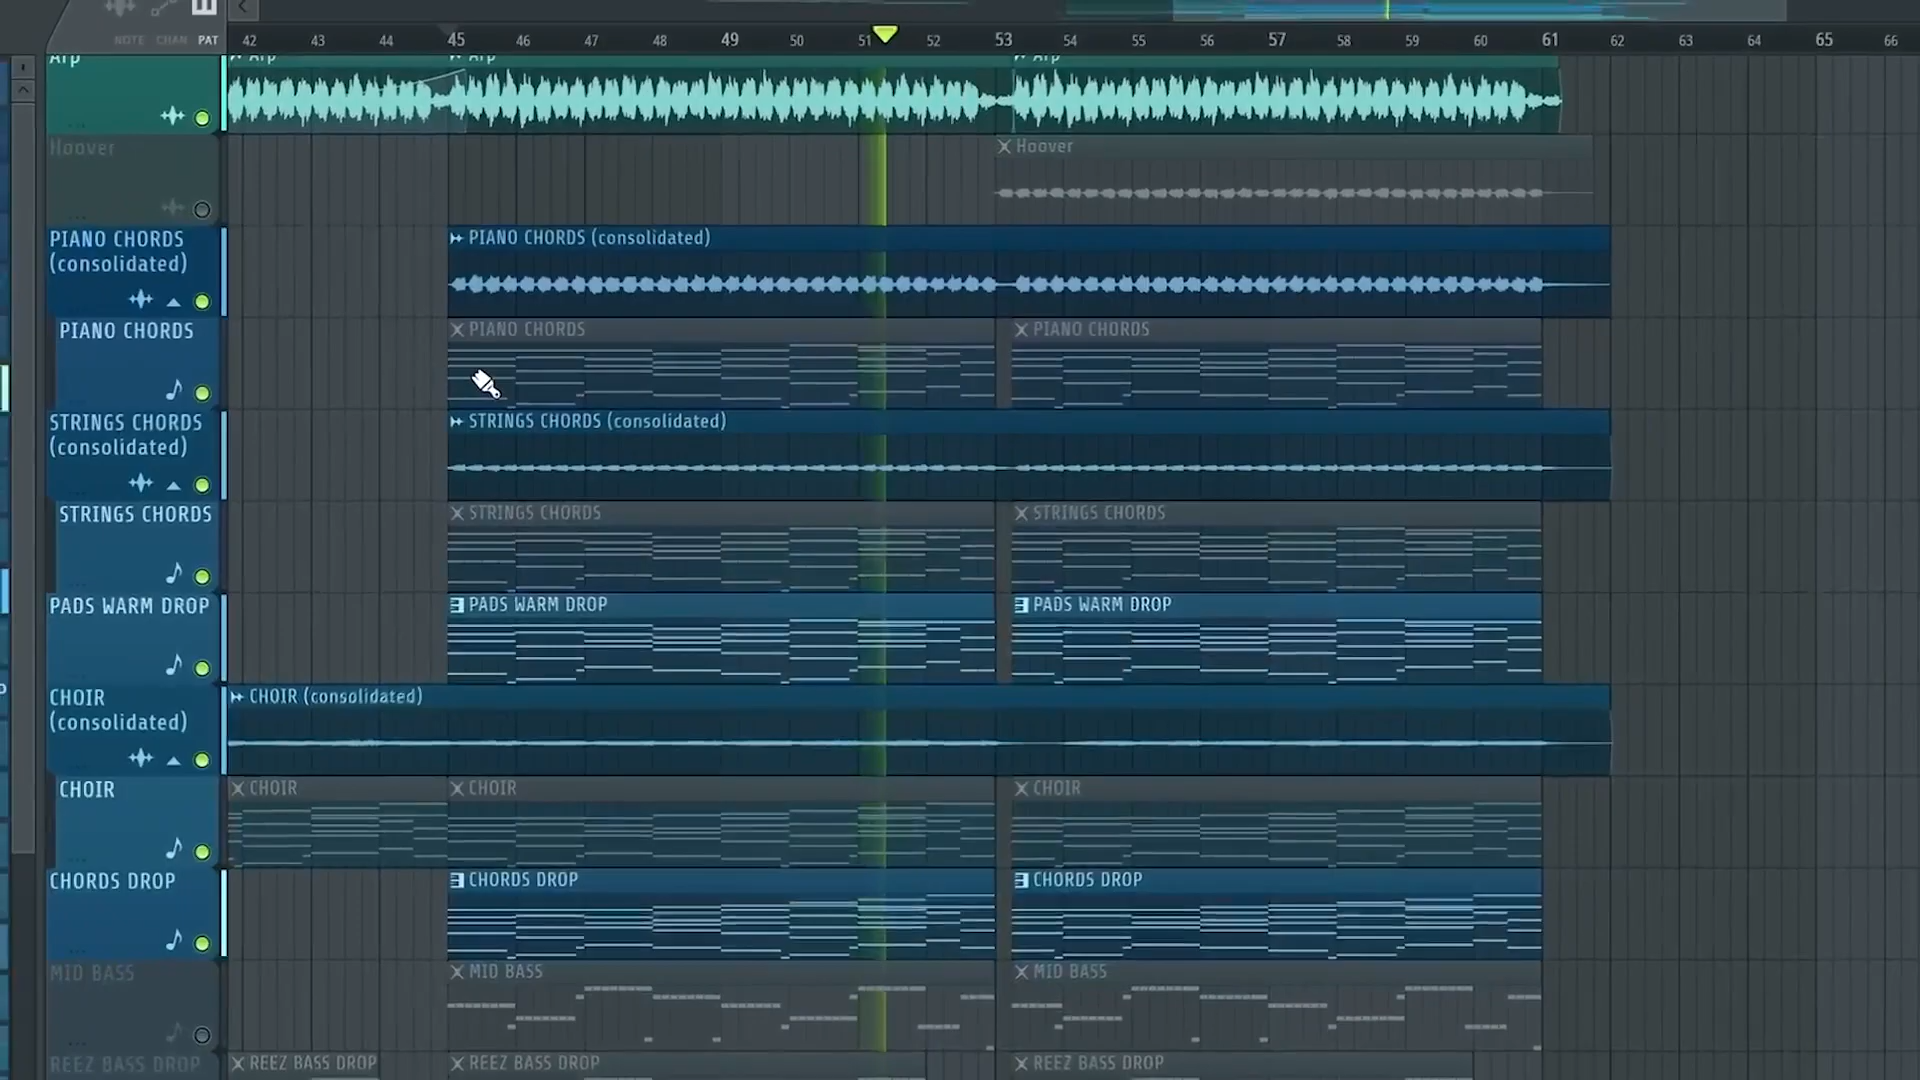 NOTE CHAN PAT
42 43 44 45 46 47 48 49 50 51 52 53 54 55 56 57 58 59 60 61 62 63 64 65 66
Arp Arp Arp Arp
Hoover
Hoover
PIANO CHORDS
(consolidated)
PIANO CHORDS (consolidated)
PIANO CHORDS
PIANO CHORDS PIANO CHORDS
STRINGS CHORDS
(consolidated)
STRINGS CHORDS (consolidated)
STRINGS CHORDS
STRINGS CHORDS STRINGS CHORDS
PADS WARM DROP
PADS WARM DROP PADS WARM DROP
CHOIR
(consolidated)
CHOIR (consolidated)
CHOIR
CHOIR CHOIR CHOIR
CHORDS DROP
CHORDS DROP CHORDS DROP
MID BASS
MID BASS MID BASS
REEZ BASS DROP
REEZ BASS DROP REEZ BASS DROP REEZ BASS DROP